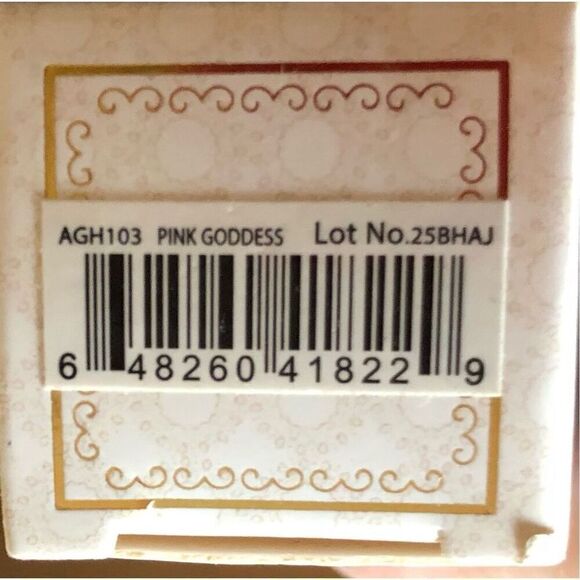 AGH103 PINK GODDESS Lot No.25BHAJ
6 48260 41822 9